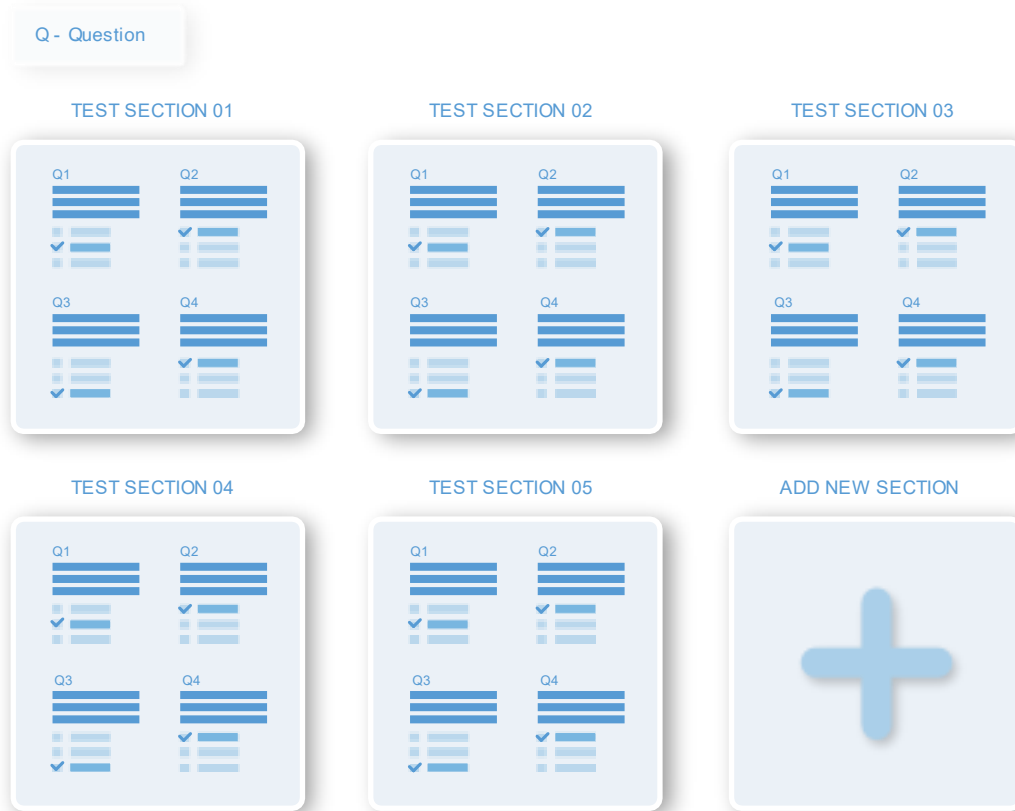 Q - Question
TEST SECTION 01
TEST SECTION 02
TEST SECTION 03
Q1 Q2
Q3 Q4
Q1 Q2
Q3 Q4
Q1 Q2
Q3 Q4
TEST SECTION 04
TEST SECTION 05
ADD NEW SECTION
Q1 Q2
Q3 Q4
Q1 Q2
Q3 Q4